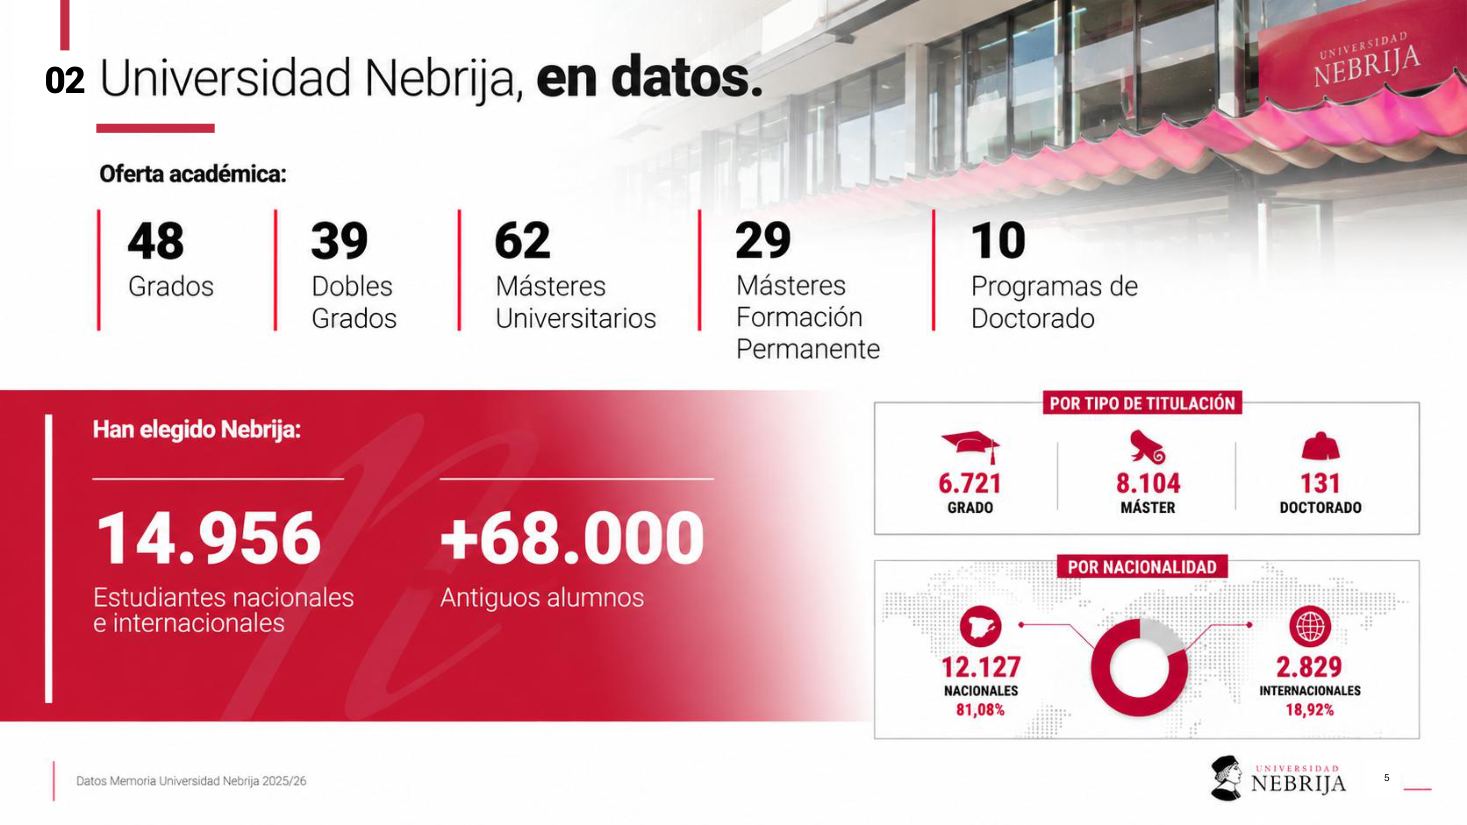 UNIVERSIDAD
NEBRIJA
02 Universidad Nebrija, en datos.
Oferta académica:
48
Grados
39
Dobles
Grados
62
Másteres
Universitarios
29
Másteres
Formación
Permanente
10
Programas de
Doctorado
Han elegido Nebrija:
14.956
Estudiantes nacionales
e internacionales
+68.000
Antiguos alumnos
POR TIPO DE TITULACIÓN
6.721
GRADO
8.104
MÁSTER
131
DOCTORADO
POR NACIONALIDAD
12.127
NACIONALES
81,08%
2.829
INTERNACIONALES
18,92%
Datos Memoria Universidad Nebrija 2025/26
UNIVERSIDAD
NEBRIJA
5